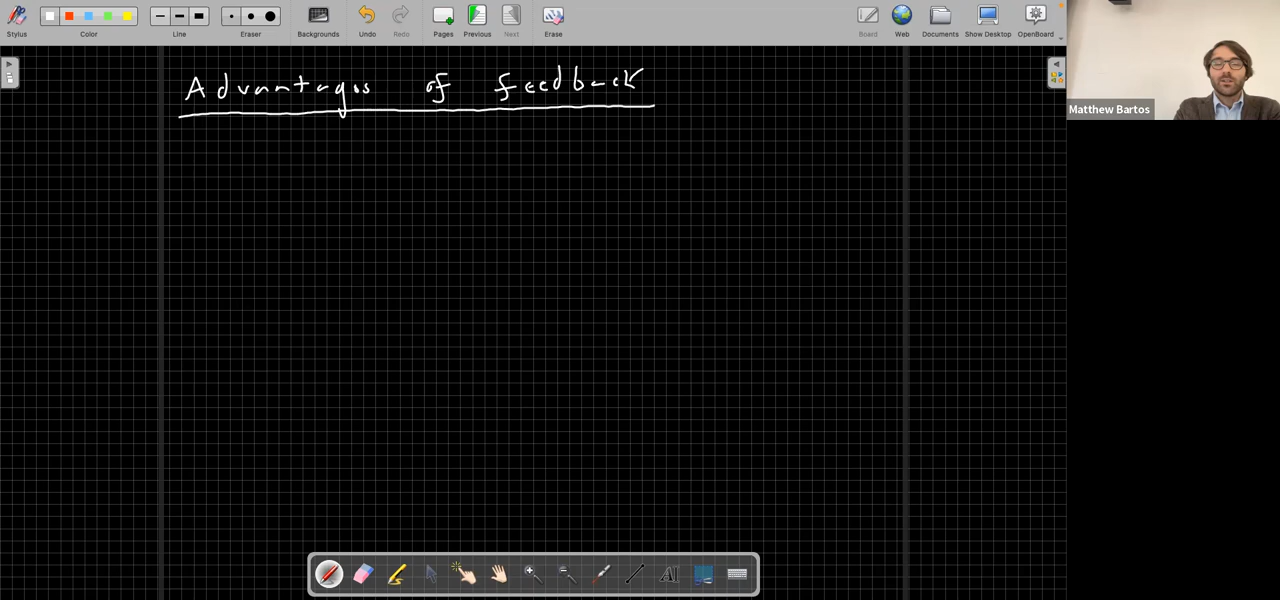 Stylus
Color
Line
Eraser
Backgrounds
Undo
Redo
Pages
Previous
Next
Erase
Board
Web
Documents
Show Desktop
OpenBoard
Advantages of feedback
Matthew Bartos
AI